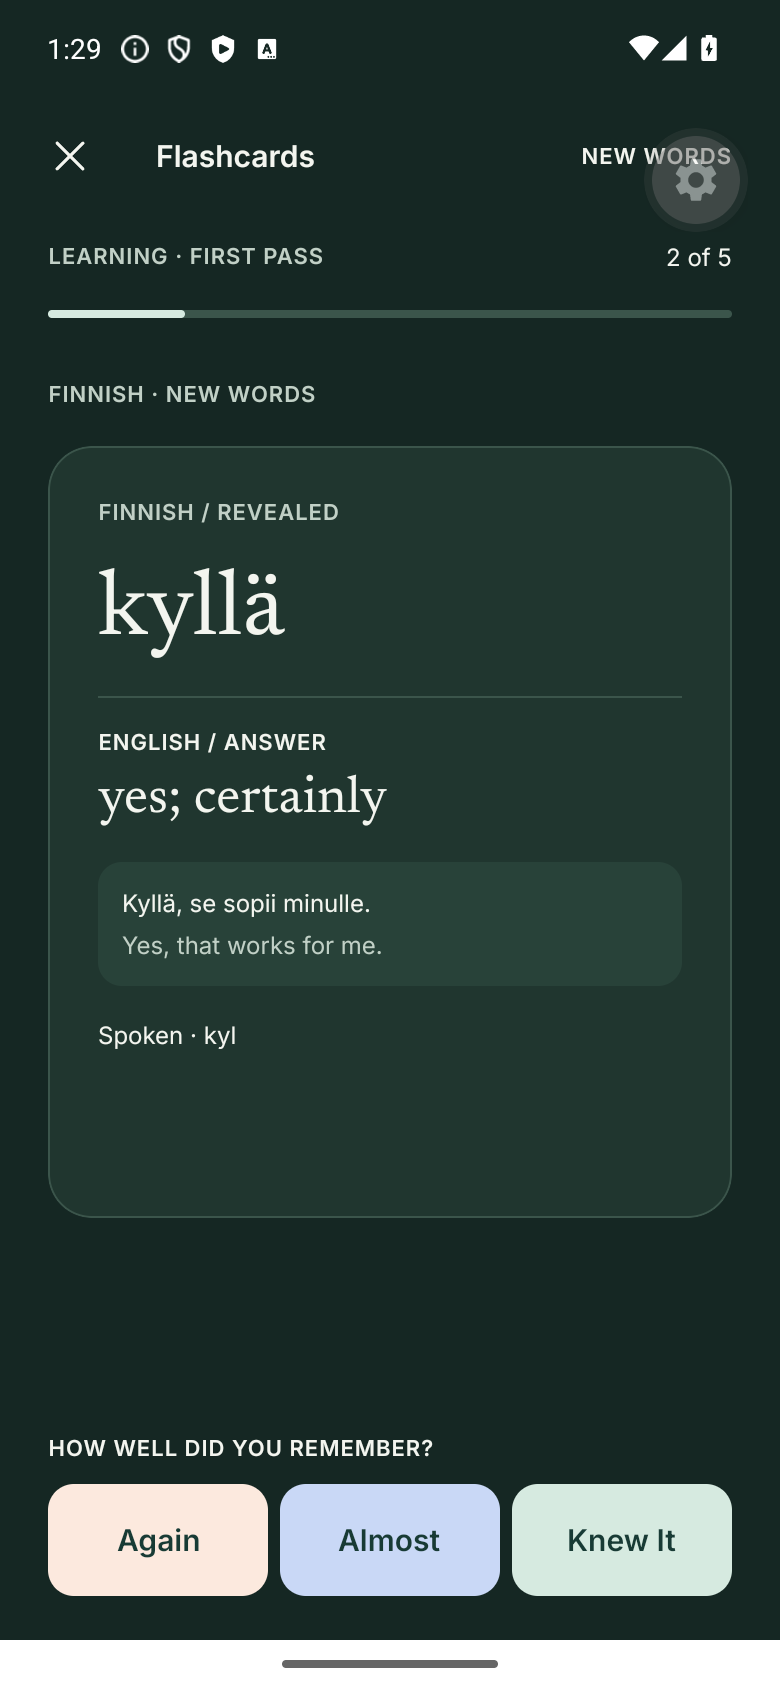 1:29
Flashcards
NEW WORDS
LEARNING · FIRST PASS
2 of 5
FINNISH · NEW WORDS
FINNISH / REVEALED
kyllä
ENGLISH / ANSWER
yes; certainly
Kyllä, se sopii minulle.
Yes, that works for me.
Spoken · kyl
HOW WELL DID YOU REMEMBER?
Again
Almost
Knew It